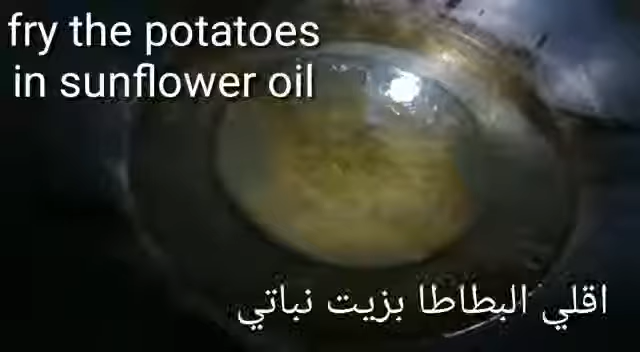 fry the potatoes
in sunflower oil
اقلي البطاطا بزيت نباتي